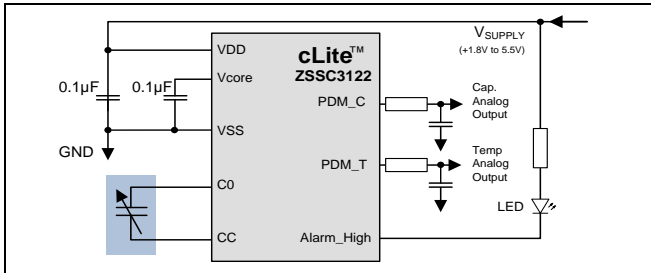 VDD
Vcore
VSS
C0
CC
0.1µF
0.1µF
GND
cLite™
ZSSC3122
PDM_C
PDM_T
Alarm_High
VSUPPLY
(+1.8V to 5.5V)
Cap.
Analog
Output
Temp
Analog
Output
LED